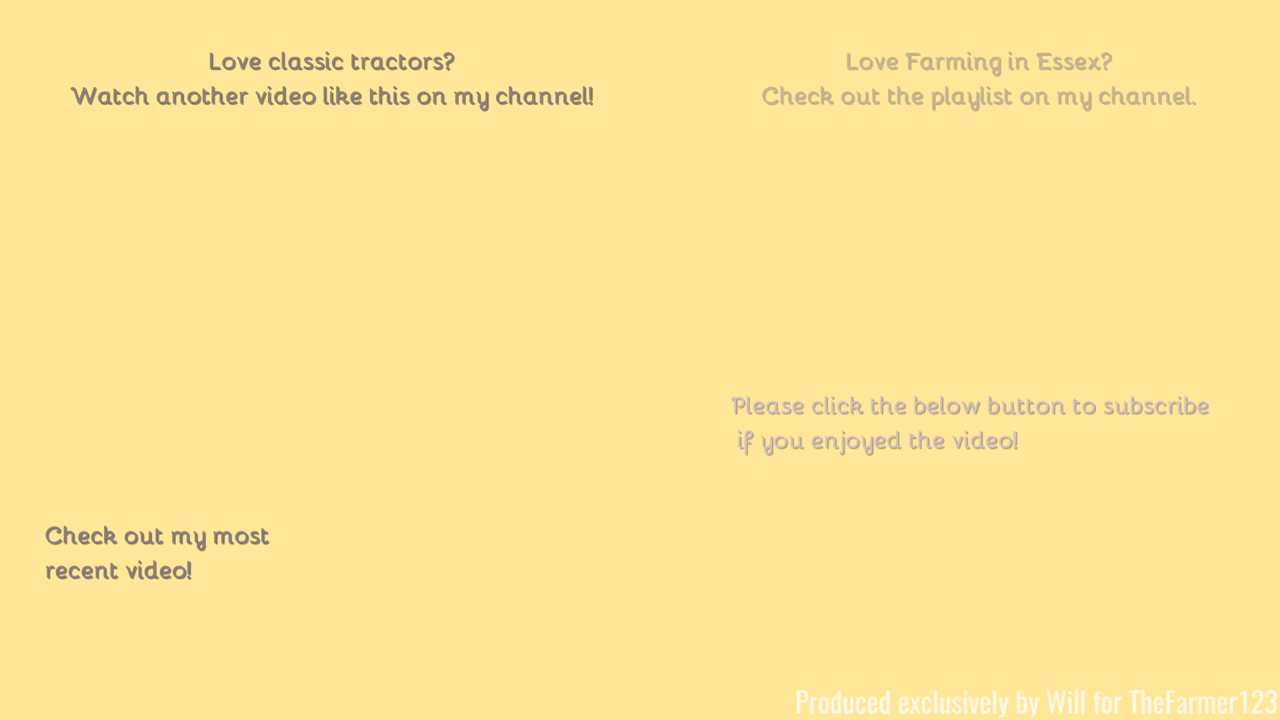 Love classic tractors?
Watch another video like this on my channel!
Love Farming in Essex?
Check out the playlist on my channel.
Please click the below button to subscribe
if you enjoyed the video!
Check out my most
recent video!
Produced exclusively by Will for TheFarmer123